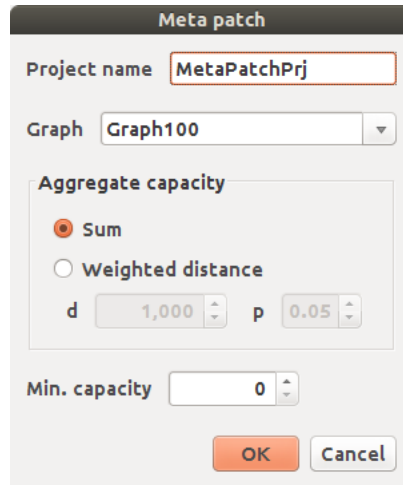 Meta patch
Project name MetaPatchPrj
Graph Graph100
Aggregate capacity
Sum
Weighted distance
d 1,000 p 0.05
Min. capacity 0
OK Cancel